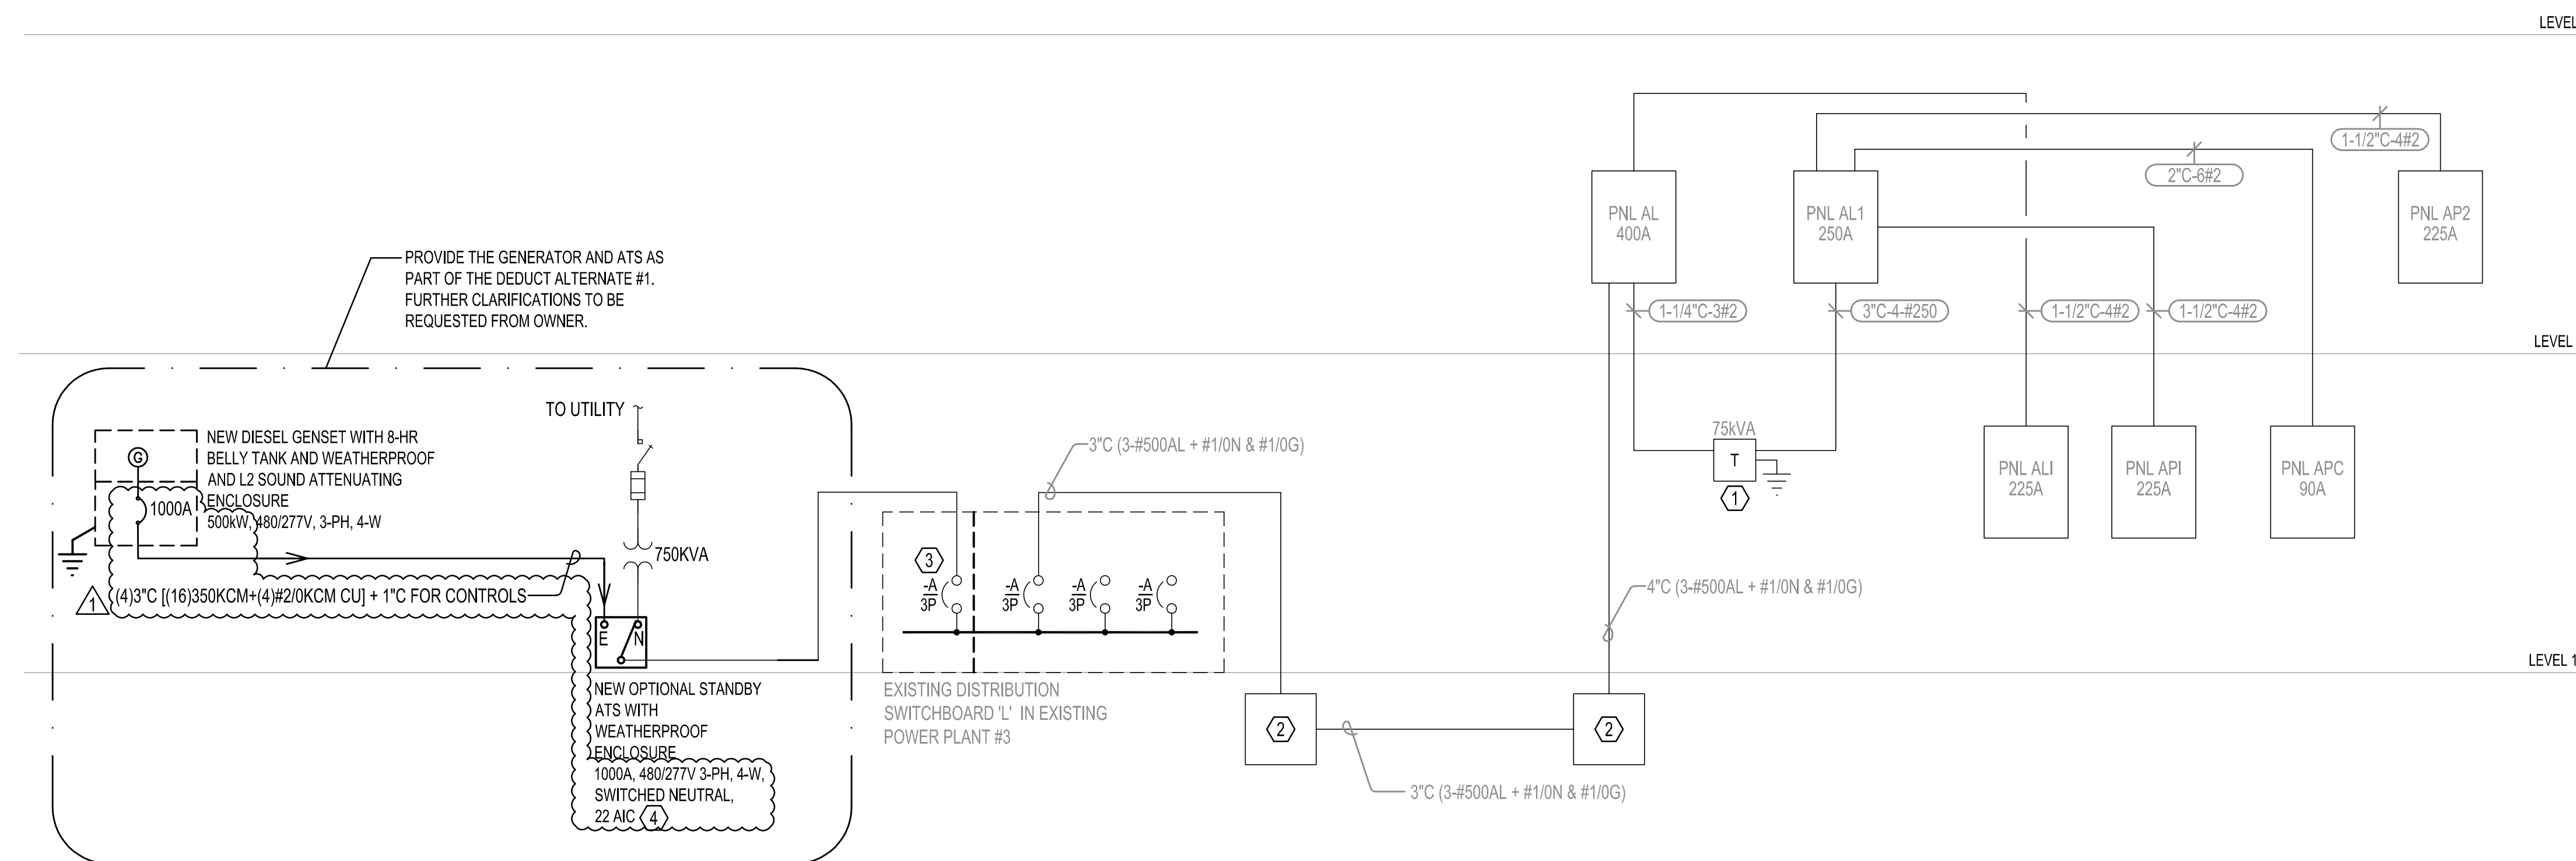 LEVEL
1-1/2"C-4#2
2"C-6#2
PNL AL
400A
PNL AL1
250A
PNL AP2
225A
PROVIDE THE GENERATOR AND ATS AS
PART OF THE DEDUCT ALTERNATE #1.
FURTHER CLARIFICATIONS TO BE
REQUESTED FROM OWNER.
1-1/4"C-3#2
3"C-4-#250
1-1/2"C-4#2
1-1/2"C-4#2
LEVEL
TO UTILITY
G
NEW DIESEL GENSET WITH 8-HR
BELLY TANK AND WEATHERPROOF
AND L2 SOUND ATTENUATING
ENCLOSURE
500kW, 480/277V, 3-PH, 4-W
1000A
750KVA
1
(4)3"C [(16)350KCM+(4)#2/0KCM CU] + 1"C FOR CONTROLS
E
N
NEW OPTIONAL STANDBY
ATS WITH
WEATHERPROOF
ENCLOSURE
1000A, 480/277V 3-PH, 4-W,
SWITCHED NEUTRAL,
22 AIC
4
3"C (3-#500AL + #1/0N & #1/0G)
3
-A
3P
-A
3P
-A
3P
-A
3P
EXISTING DISTRIBUTION
SWITCHBOARD 'L' IN EXISTING
POWER PLANT #3
75kVA
T
1
PNL ALI
225A
PNL API
225A
PNL APC
90A
4"C (3-#500AL + #1/0N & #1/0G)
LEVEL 1
2
2
3"C (3-#500AL + #1/0N & #1/0G)